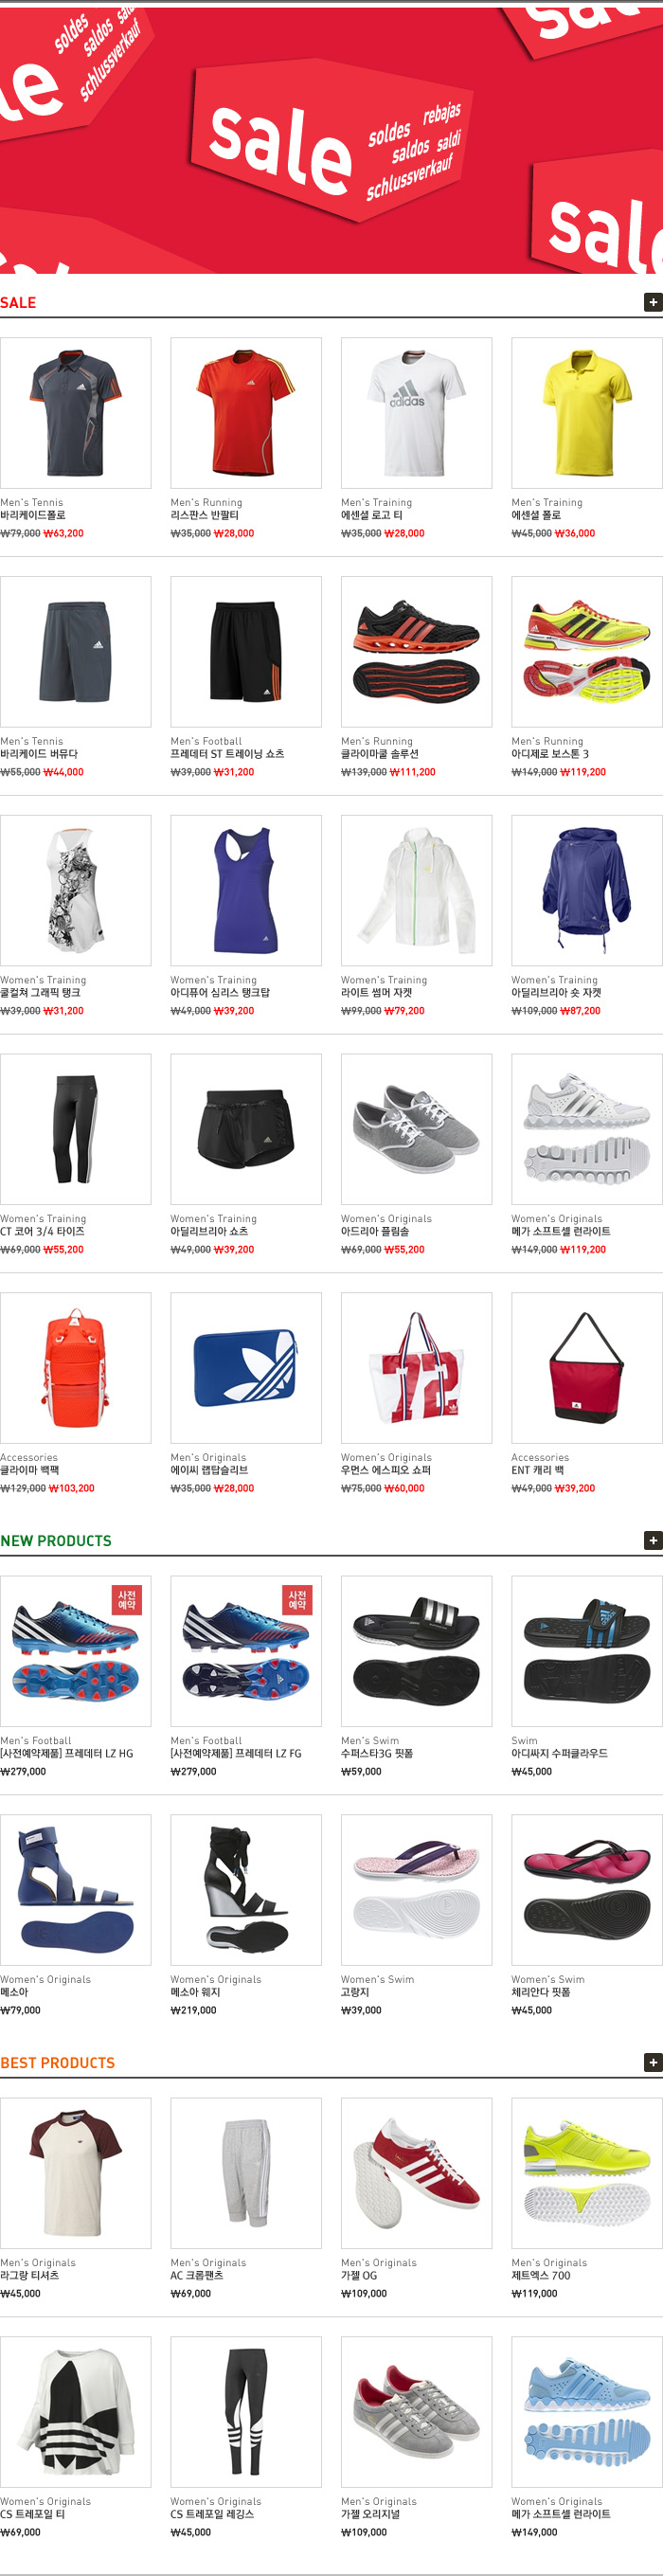 le
soldes
saldos sal
schlussverkauf
sale
soldes rebajas
saldos saldi
schlussverkauf
sale
sale
SALE
+
adidas
Men's Tennis
바리케이드폴로
₩79,000 ₩63,200
Men's Running
리스판스 반팔티
₩35,000 ₩28,000
Men's Training
에센셜 로고 티
₩35,000 ₩28,000
Men's Training
에센셜 폴로
₩45,000 ₩36,000
Men's Tennis
바리케이드 버뮤다
₩55,000 ₩44,000
Men's Football
프레데터 ST 트레이닝 쇼츠
₩39,000 ₩31,200
Men's Running
클라이마쿨 솔루션
₩139,000 ₩111,200
Men's Running
아디제로 보스톤 3
₩149,000 ₩119,200
Women's Training
쿨컬쳐 그래픽 탱크
₩39,000 ₩31,200
Women's Training
아디퓨어 심리스 탱크탑
₩49,000 ₩39,200
Women's Training
라이트 썸머 자켓
₩99,000 ₩79,200
Women's Training
아딜리브리아 숏 자켓
₩109,000 ₩87,200
Women's Training
CT 코어 3/4 타이즈
₩69,000 ₩55,200
Women's Training
아딜리브리아 쇼츠
₩49,000 ₩39,200
Women's Originals
아드리아 플림솔
₩69,000 ₩55,200
Women's Originals
메가 소프트셀 런라이트
₩149,000 ₩119,200
Accessories
클라이마 백팩
₩129,000 ₩103,200
Men's Originals
에이씨 랩탑슬리브
₩35,000 ₩28,000
Women's Originals
우먼스 에스피오 쇼퍼
₩75,000 ₩60,000
Accessories
ENT 캐리 백
₩49,000 ₩39,200
NEW PRODUCTS
+
사전
예약
사전
예약
Men's Football
[사전예약제품] 프레데터 LZ HG
₩279,000
Men's Football
[사전예약제품] 프레데터 LZ FG
₩279,000
Men's Swim
수퍼스타3G 핏폼
₩59,000
Swim
아디싸지 수퍼클라우드
₩45,000
Women's Originals
메소아
₩79,000
Women's Originals
메소아 웨지
₩219,000
Women's Swim
고랑지
₩39,000
Women's Swim
체리안다 핏폼
₩45,000
BEST PRODUCTS
+
Men's Originals
라그랑 티셔츠
₩45,000
Men's Originals
AC 크롭팬츠
₩69,000
Men's Originals
가젤 OG
₩109,000
Men's Originals
제트엑스 700
₩119,000
Women's Originals
CS 트레포일 티
₩69,000
Women's Originals
CS 트레포일 레깅스
₩45,000
Men's Originals
가젤 오리지널
₩109,000
Women's Originals
메가 소프트셀 런라이트
₩149,000